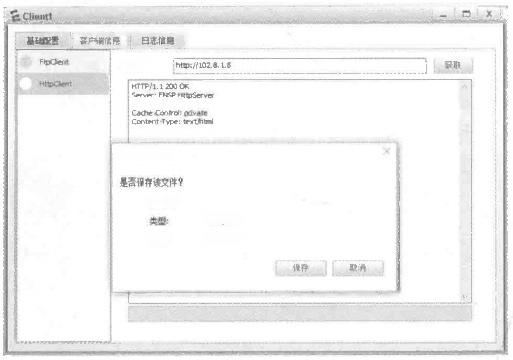 Client1
基础配置 客户端信息 日志信息
FtpClient
HttpClient
http://102.8.1.6
获取
HTTP/1.1 200 OK
Server: ENSP HttpServer
Cache-Control: private
Content-Type: text/html
是否保存该文件?
类型:
保存 取消